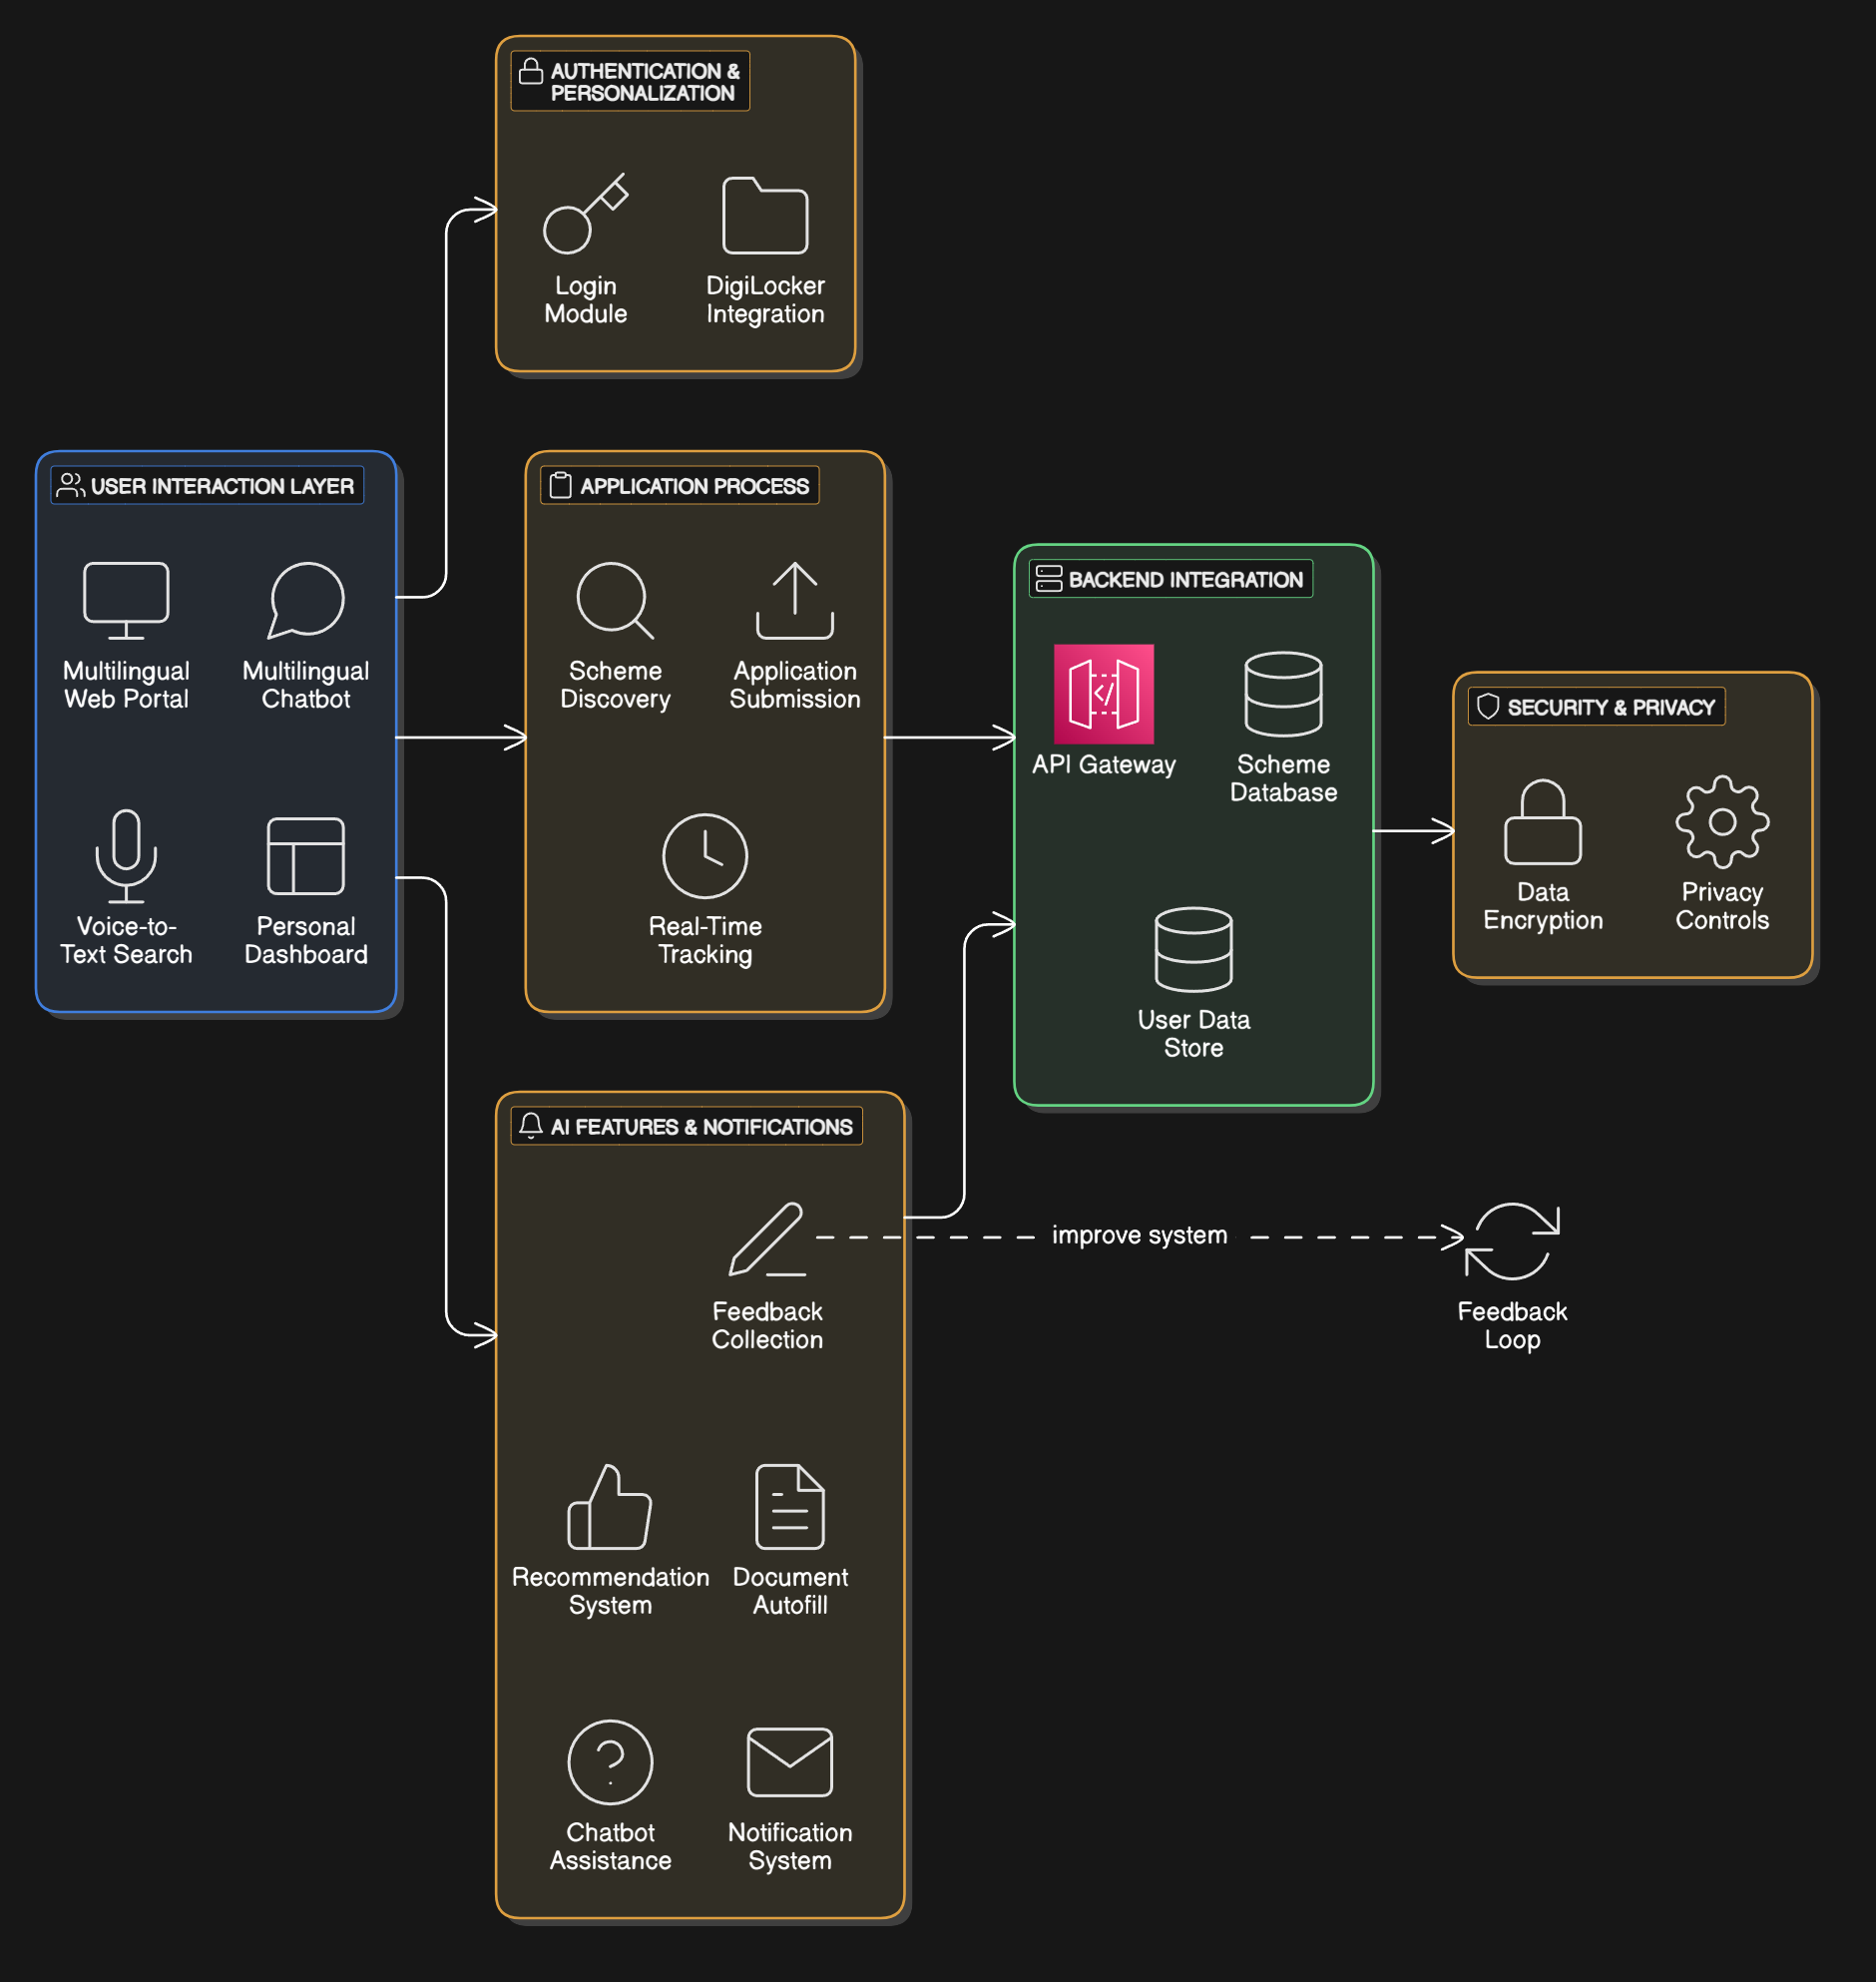 AUTHENTICATION &
PERSONALIZATION
Login
Module
DigiLocker
Integration
USER INTERACTION LAYER
Multilingual
Web Portal
Multilingual
Chatbot
Voice-to-
Text Search
Personal
Dashboard
APPLICATION PROCESS
Scheme
Discovery
Application
Submission
Real-Time
Tracking
BACKEND INTEGRATION
API Gateway
Scheme
Database
User Data
Store
SECURITY & PRIVACY
Data
Encryption
Privacy
Controls
AI FEATURES & NOTIFICATIONS
Feedback
Collection
improve system
Feedback
Loop
Recommendation
System
Document
Autofill
Chatbot
Assistance
Notification
System